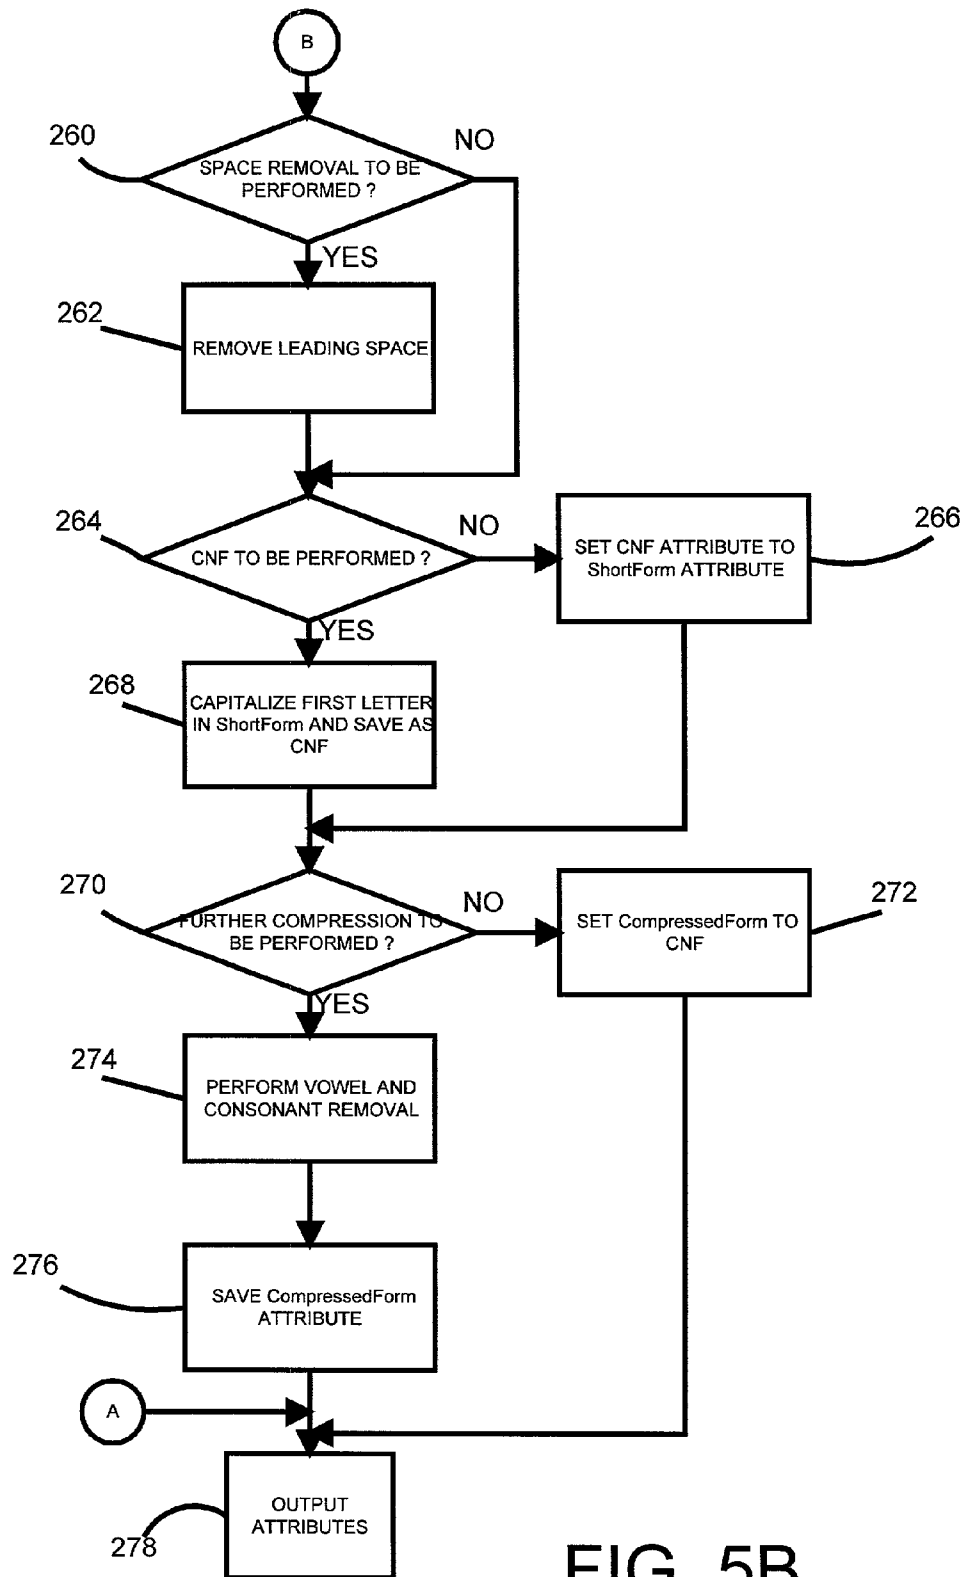 B
260
NO
SPACE REMOVAL TO BE
PERFORMED ?
YES
262
REMOVE LEADING SPACE
264
NO
CNF TO BE PERFORMED ?
SET CNF ATTRIBUTE TO
ShortForm ATTRIBUTE
266
YES
268
CAPITALIZE FIRST LETTER
IN ShortForm AND SAVE AS
CNF
270
NO
FURTHER COMPRESSION TO
BE PERFORMED ?
SET CompressedForm TO
CNF
272
YES
274
PERFORM VOWEL AND
CONSONANT REMOVAL
276
SAVE CompressedForm
ATTRIBUTE
A
OUTPUT
ATTRIBUTES
278
FIG. 5B